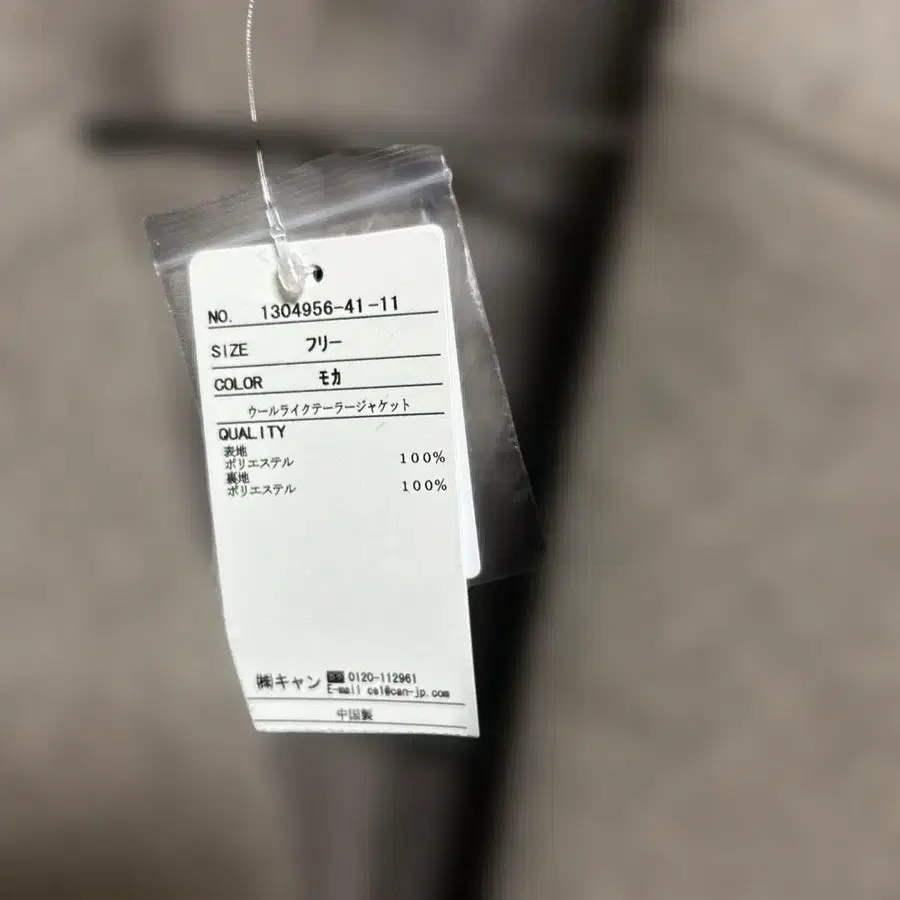 NO. 1304956-41-11
SIZE フリー
COLOR モカ
ウールライクテーラージャケット
QUALITY
表地
ポリエステル 100%
裏地
ポリエステル 100%
㈱キャン 0120-112961
E-mail cs1@can-jp.com
中国製